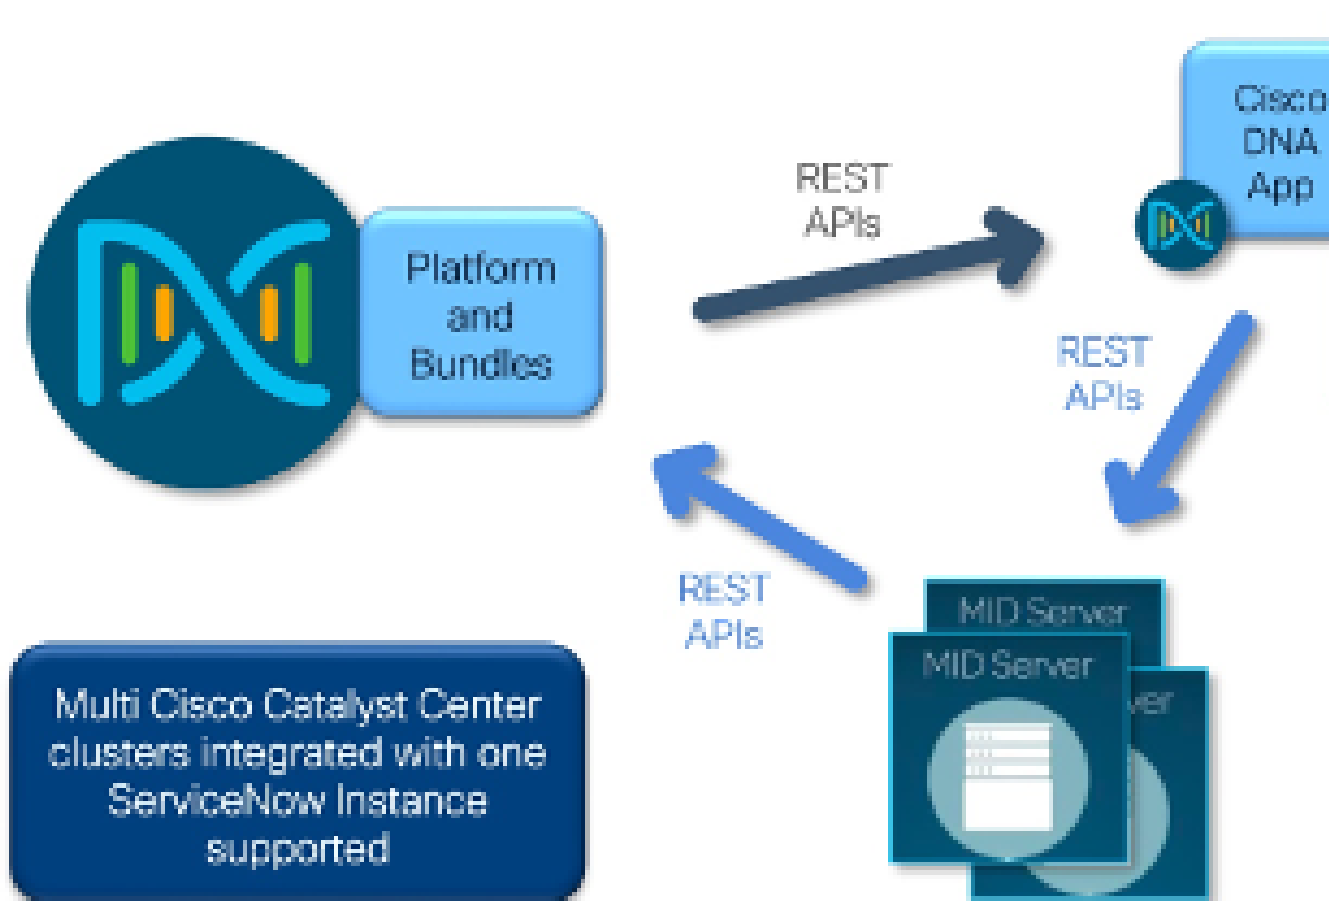 Cisco
DNA
App
REST
APIs
Platform
and
Bundles
REST
APIs
REST
APIs
MID Server
MID Server
ver
Multi Cisco Catalyst Center
clusters integrated with one
ServiceNow Instance
supported